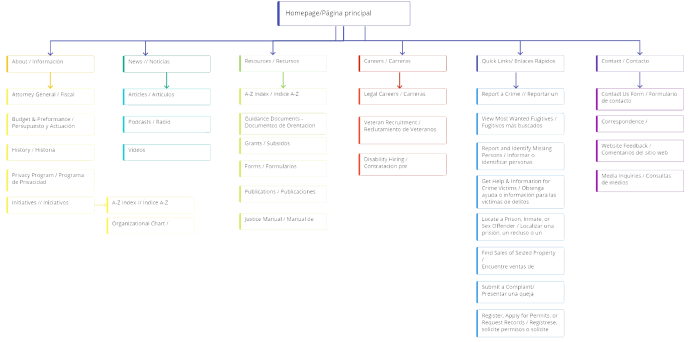 Homepage/Página principal
About / Información
News // Noticias
Resources / Recursos
Careers / Carreras
Quick Links/ Enlaces Rápidos
Contact / Contacto
Attorney General / Fiscal
Budget & Preformance /
Persupuesto y Actuación
History / Historia
Privacy Program / Programa
de Privacidad
Initiatives // Iniciativos
A-Z Index // Indice A-Z
Organizational Chart /
Articles / Artículos
Podcasts / Radio
Videos
A-Z Index / Indice A-Z
Guidance Documents -
Documentos de Orientación
Grants / Subsidios
Forms / Formularios
Publications / Publicaciones
Justice Manual / Manual de
Legal Careers / Carreras
Veteran Recruitment /
Reclutamiento de Veteranos
Disability Hiring /
Contratación por
Report a Crime // Reportar un
View Most Wanted Fugitives /
Fugitivos más buscados
Report and Identify Missing
Persons / Informar o
identificar personas
Get Help & Information for
Crime Victims / Obtenga
ayuda o información para las
víctimas de delitos
Locate a Prison, Inmate, or
Sex Offender / Localizar una
prisión, un recluso o un
Find Sales of Seized Property
/
Encuentre ventas de
Submit a Complaint/
Presentar una queja
Register, Apply for Permits, or
Request Records / Regístrese,
solicite permisos o solicite
Contact Us Form / Formulario
de contacto
Correspondence /
Website Feedback /
Comentarios del sitio web
Media Inquiries / Consultas
de medios